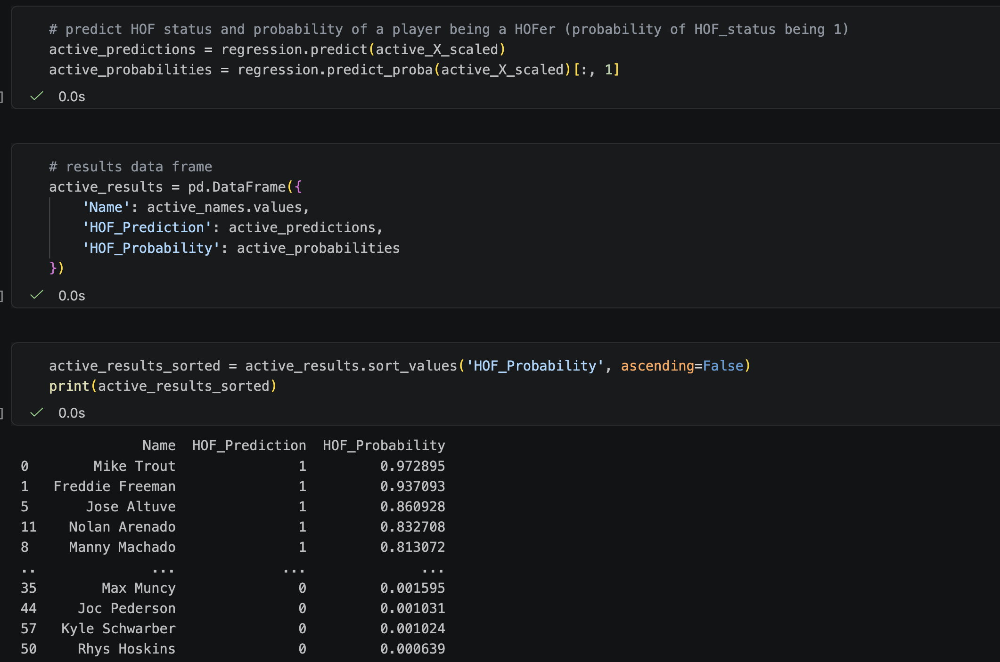 # predict HOF status and probability of a player being a HOFer (probability of HOF_status being 1)
active_predictions = regression.predict(active_X_scaled)
active_probabilities = regression.predict_proba(active_X_scaled)[:, 1]
] 0.0s
# results data frame
active_results = pd.DataFrame({
    'Name': active_names.values,
    'HOF_Prediction': active_predictions,
    'HOF_Probability': active_probabilities
})
] 0.0s
active_results_sorted = active_results.sort_values('HOF_Probability', ascending=False)
print(active_results_sorted)
] 0.0s
Name HOF_Prediction HOF_Probability
0 Mike Trout 1 0.972895
1 Freddie Freeman 1 0.937093
5 Jose Altuve 1 0.860928
11 Nolan Arenado 1 0.832708
8 Manny Machado 1 0.813072
.. ... ... ...
35 Max Muncy 0 0.001595
44 Joc Pederson 0 0.001031
57 Kyle Schwarber 0 0.001024
50 Rhys Hoskins 0 0.000639